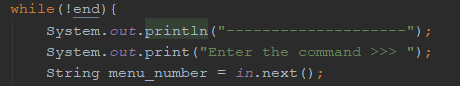 while(!end){
System.out.println("--------------------");
System.out.print("Enter the command >>> ");
String menu_number = in.next();